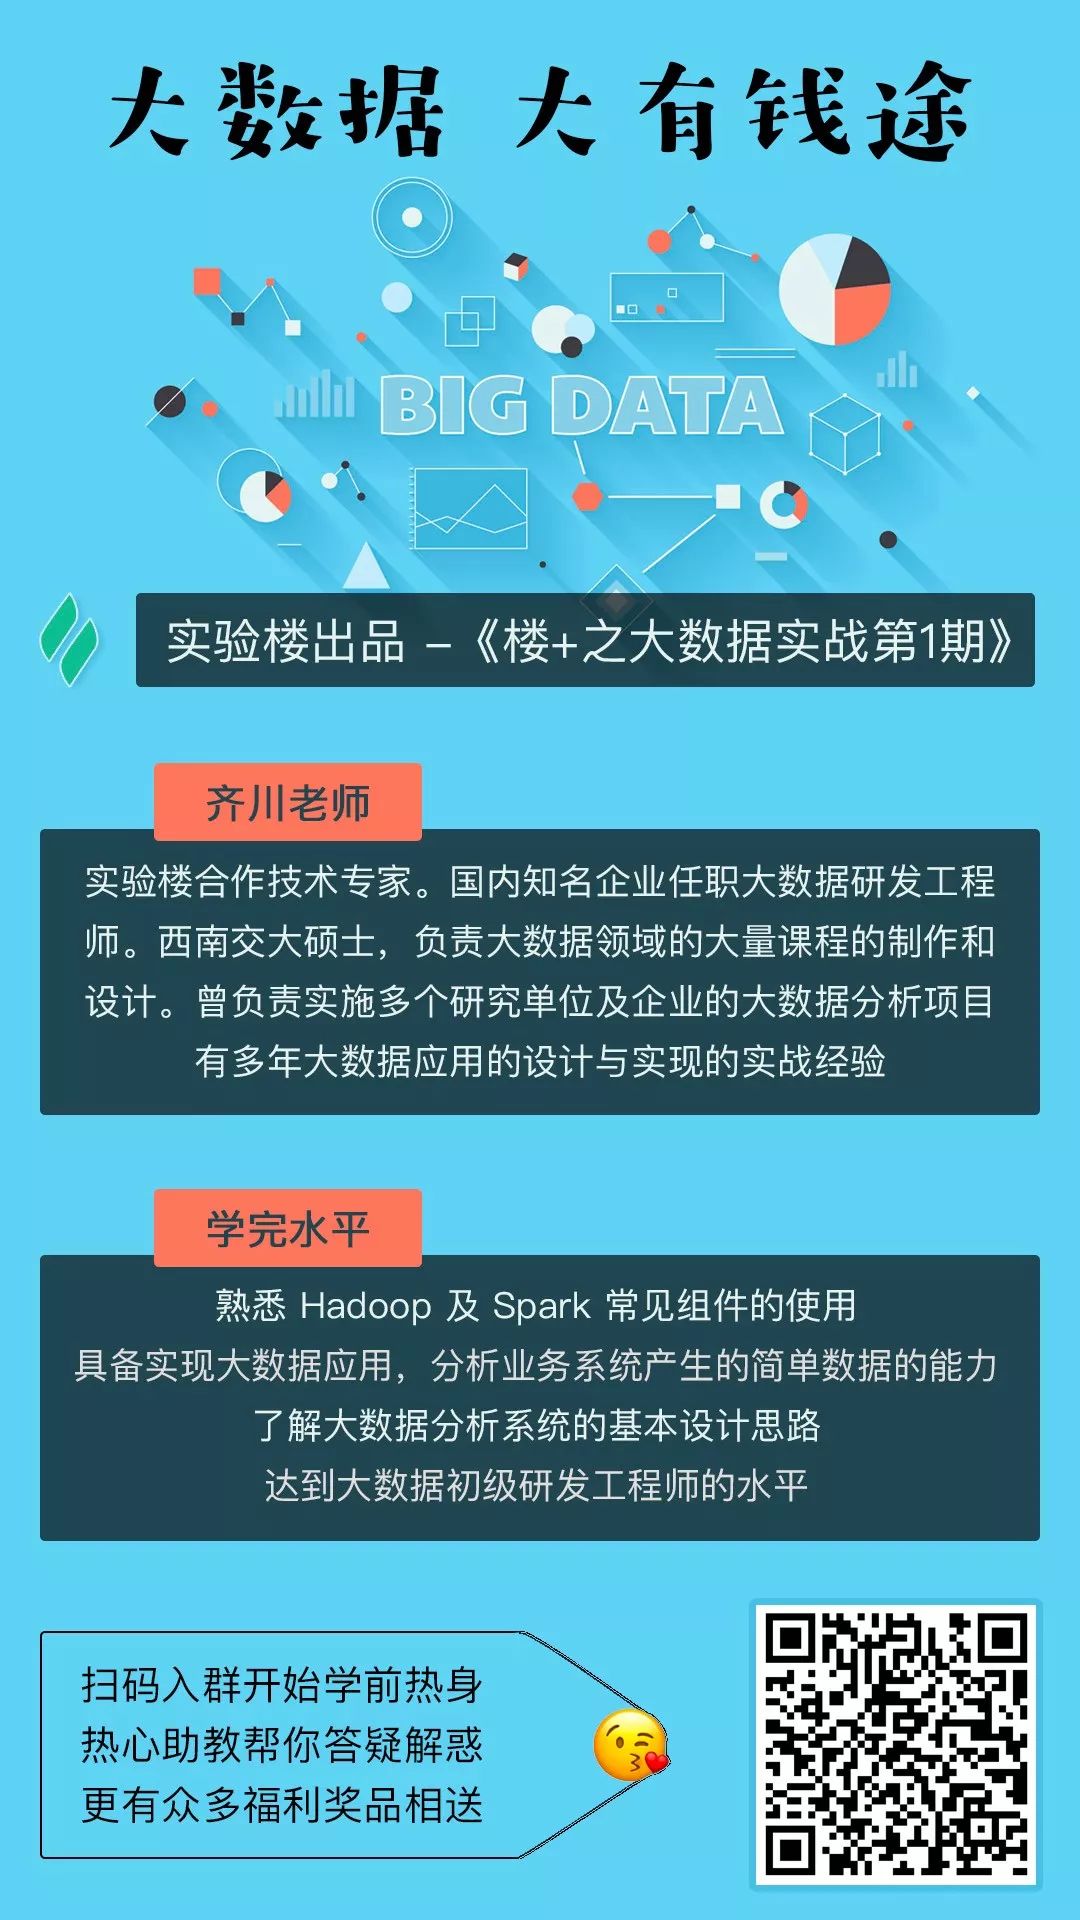 大数据 大有钱途
BIG DATA
实验楼出品 –《楼+之大数据实战第1期》
齐川老师
实验楼合作技术专家。国内知名企业任职大数据研发工程
师。西南交大硕士，负责大数据领域的大量课程的制作和
设计。曾负责实施多个研究单位及企业的大数据分析项目
有多年大数据应用的设计与实现的实战经验
学完水平
熟悉 Hadoop 及 Spark 常见组件的使用
具备实现大数据应用，分析业务系统产生的简单数据的能力
了解大数据分析系统的基本设计思路
达到大数据初级研发工程师的水平
扫码入群开始学前热身
热心助教帮你答疑解惑
更有众多福利奖品相送